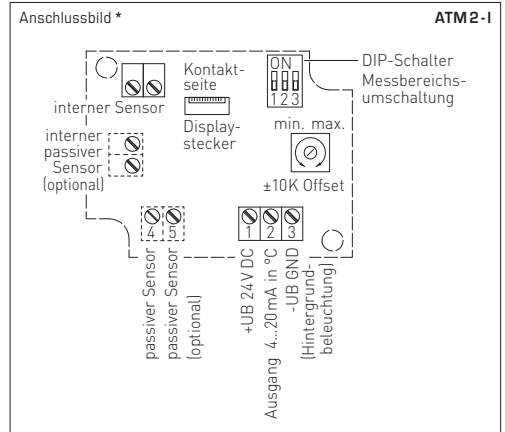 Anschlussbild *
ATM 2 - I
ON
1 2 3
DIP-Schalter
Messbereichs-
umschaltung
Kontakt-
seite
Display-
stecker
interner Sensor
interner
passiver
Sensor
(optional)
min. max.
±10K Offset
4 5
1 2 3
passiver Sensor
passiver Sensor
(optional)
+UB 24V DC
Ausgang 4...20mA in °C
-UB GND
(Hintergrund-
beleuchtung)